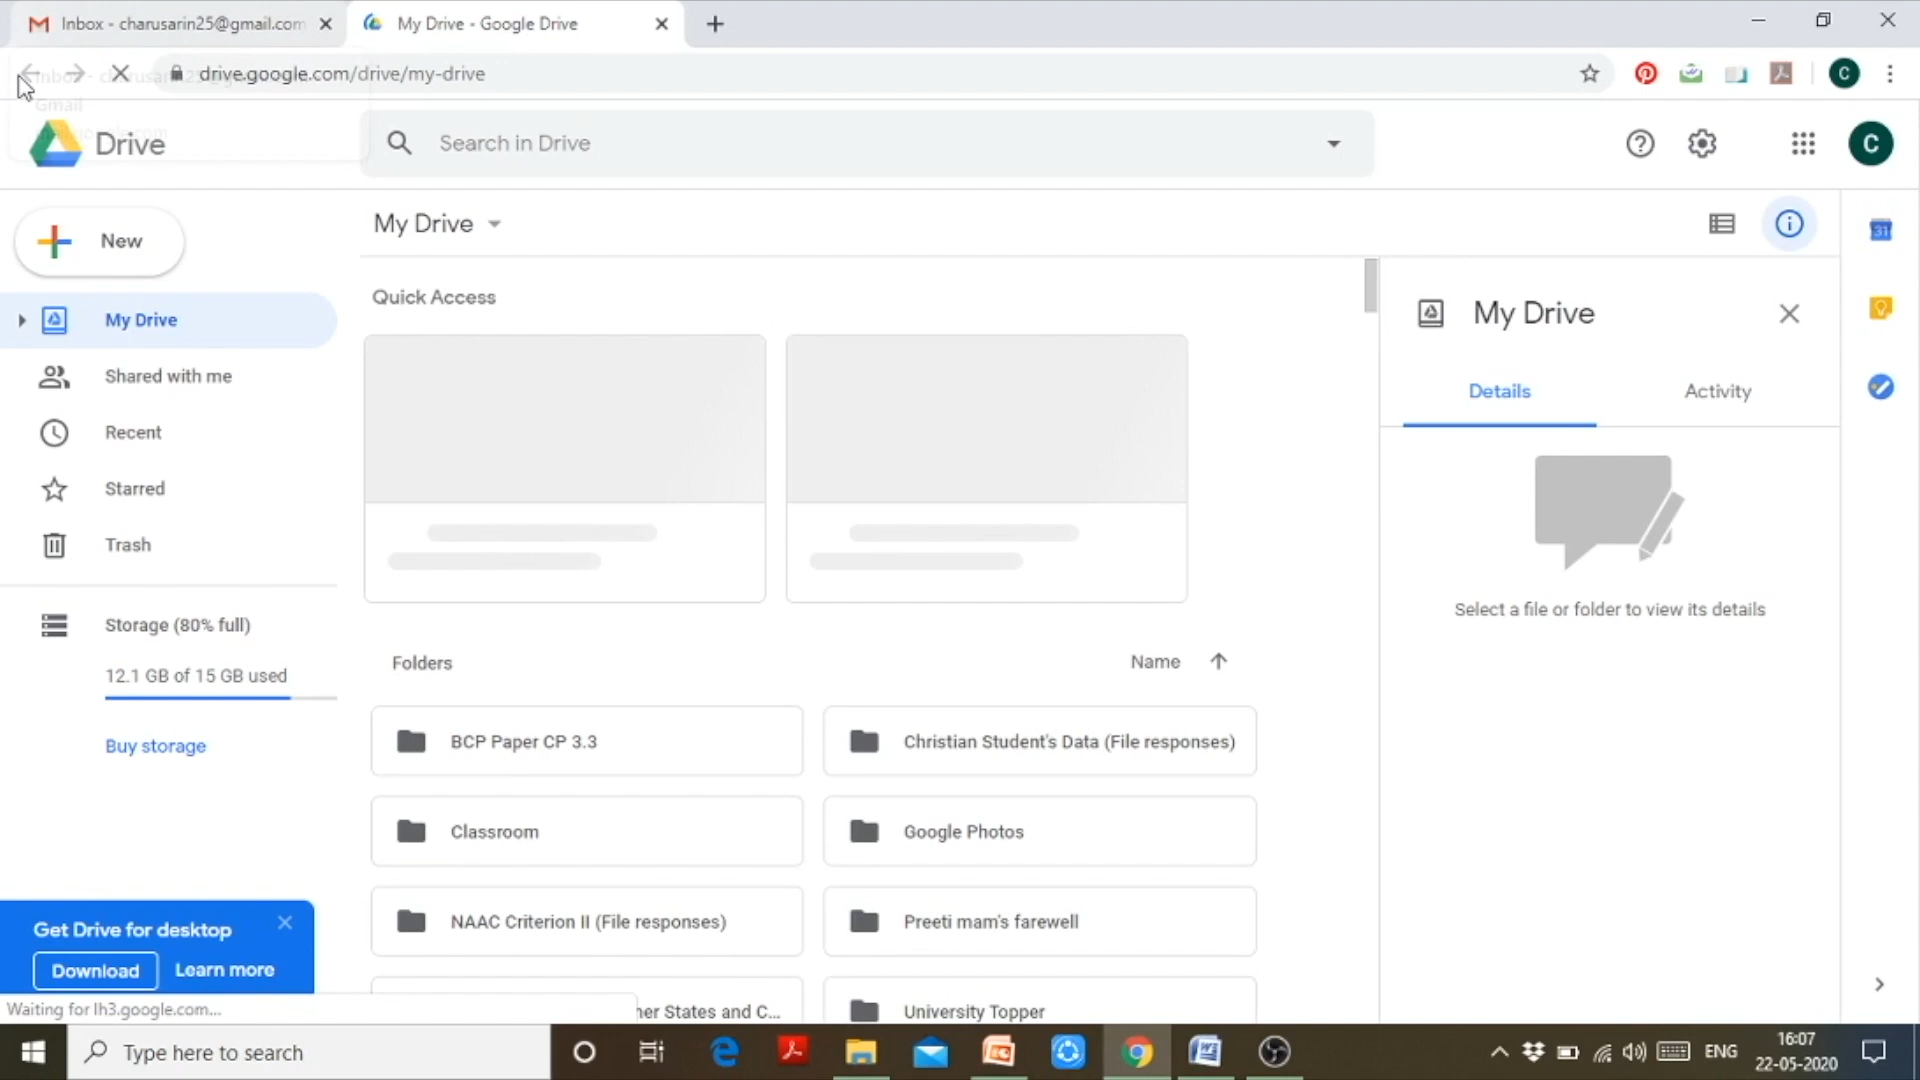 Inbox - charusarin25@gmail.com
My Drive - Google Drive
drive.google.com/drive/my-drive
C
Gmail
Drive
Search in Drive
C
New
My Drive
31
Quick Access
My Drive
My Drive
Shared with me
Details
Activity
Recent
Starred
Trash
Select a file or folder to view its details
Storage (80% full)
12.1 GB of 15 GB used
Buy storage
Folders
Name
BCP Paper CP 3.3
Christian Student's Data (File responses)
Classroom
Google Photos
NAAC Criterion II (File responses)
Preeti mam's farewell
Get Drive for desktop
Download
Learn more
Waiting for lh3.google.com...
her States and C...
University Topper
Type here to search
ENG
16:07
22-05-2020